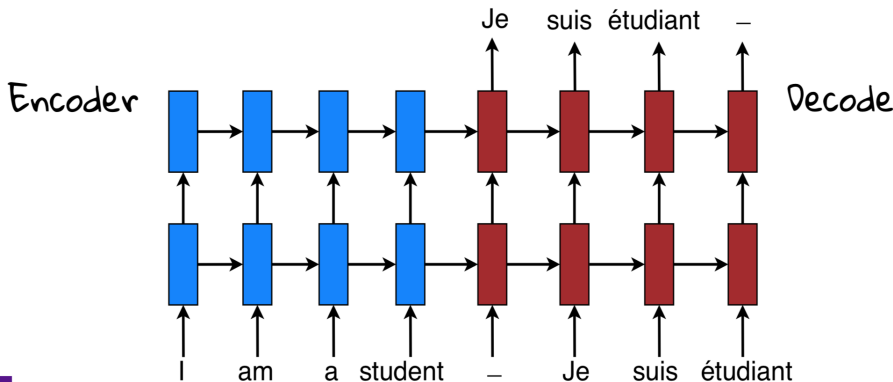 Je suis étudiant –
Encoder
Decode
I am a student – Je suis étudiant